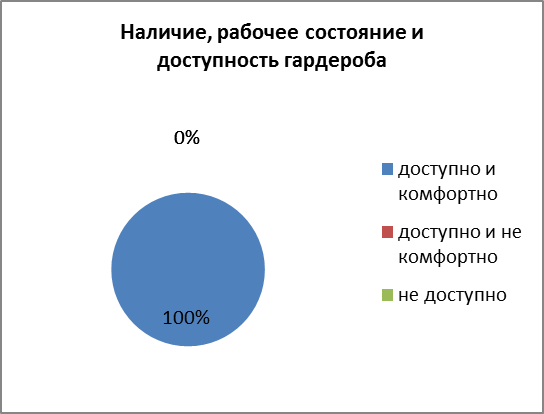 Наличие, рабочее состояние и
доступность гардероба
0%
100%
доступно и
комфортно
доступно и не
комфортно
не доступно